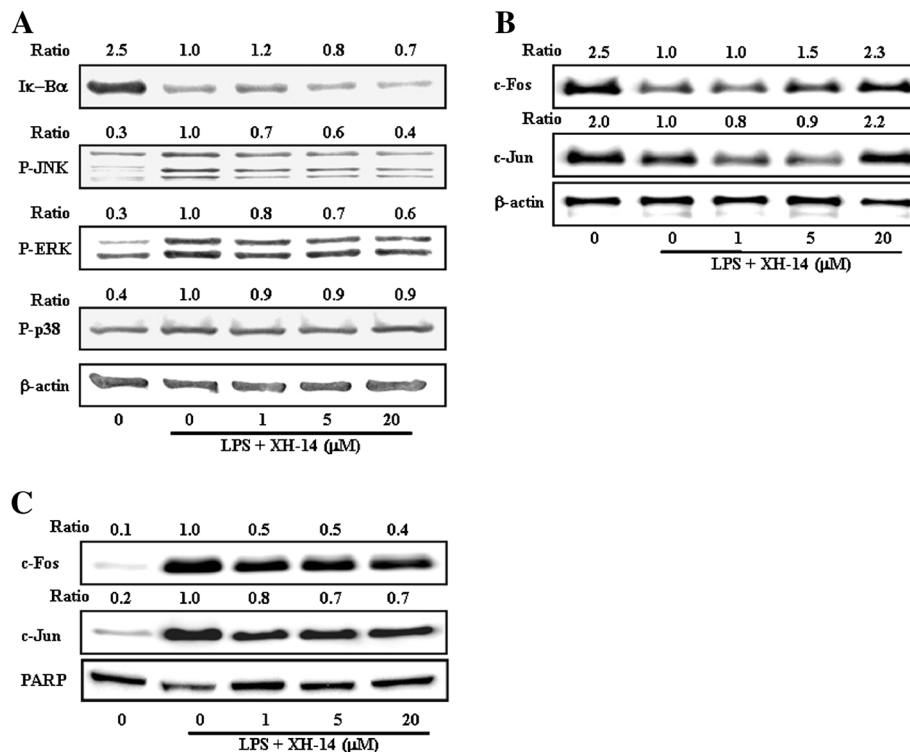 A
Ratio 2.5 1.0 1.2 0.8 0.7
Iκ–Bα
Ratio 0.3 1.0 0.7 0.6 0.4
P-JNK
Ratio 0.3 1.0 0.8 0.7 0.6
P-ERK
Ratio 0.4 1.0 0.9 0.9 0.9
P-p38
β-actin
0 0 1 5 20
LPS + XH-14 (μM)
B
Ratio 2.5 1.0 1.0 1.5 2.3
c-Fos
Ratio 2.0 1.0 0.8 0.9 2.2
c-Jun
β-actin
0 0 1 5 20
LPS + XH-14 (μM)
C
Ratio 0.1 1.0 0.5 0.5 0.4
c-Fos
Ratio 0.2 1.0 0.8 0.7 0.7
c-Jun
PARP
0 0 1 5 20
LPS + XH-14 (μM)